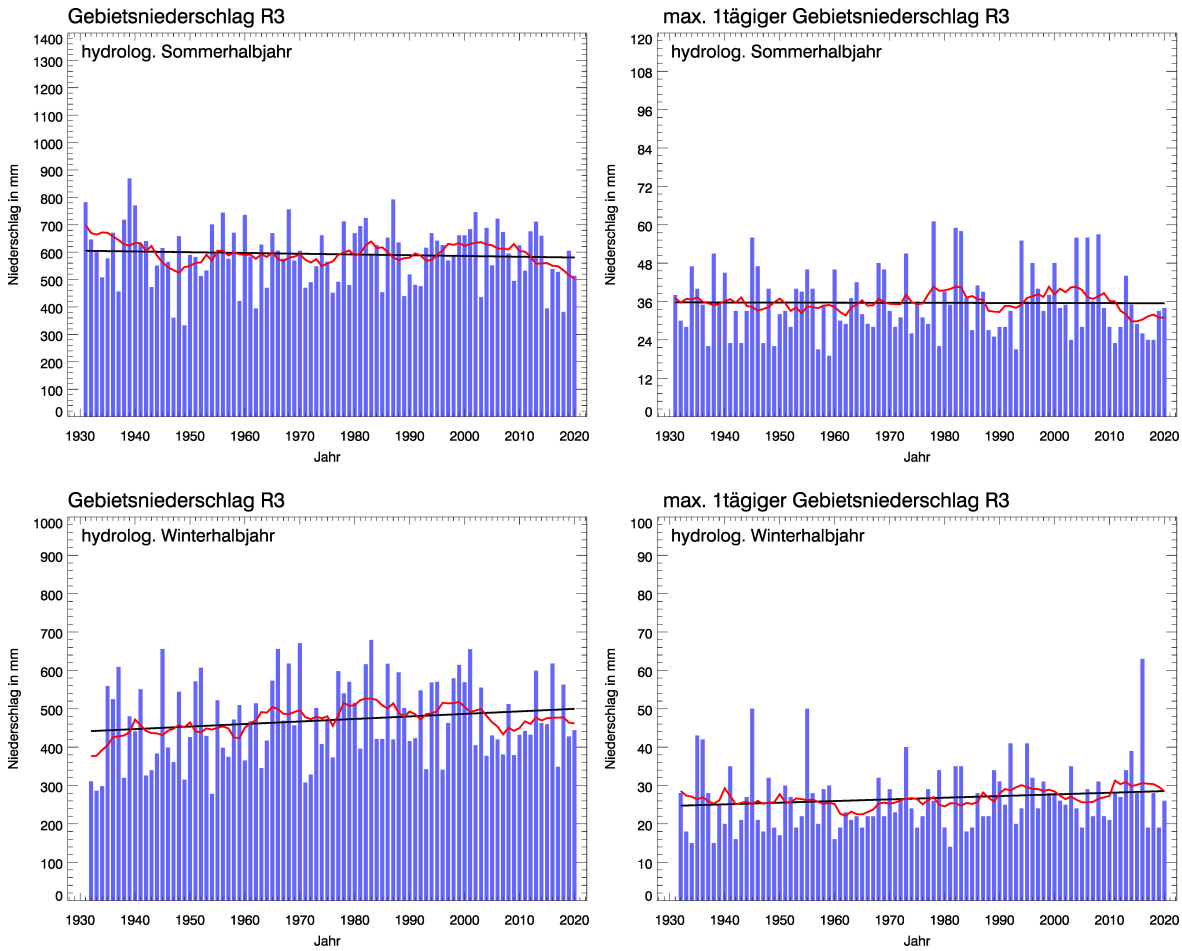 Gebietsniederschlag R3
hydrolog. Sommerhalbjahr
1400
1300
1200
1100
1000
900
800
700
600
500
400
300
200
100
0
Niederschlag in mm
1930 1940 1950 1960 1970 1980 1990 2000 2010 2020
Jahr
max. 1tägiger Gebietsniederschlag R3
hydrolog. Sommerhalbjahr
120
108
96
84
72
60
48
36
24
12
0
Niederschlag in mm
1930 1940 1950 1960 1970 1980 1990 2000 2010 2020
Jahr
Gebietsniederschlag R3
hydrolog. Winterhalbjahr
1000
900
800
700
600
500
400
300
200
100
0
Niederschlag in mm
1930 1940 1950 1960 1970 1980 1990 2000 2010 2020
Jahr
max. 1tägiger Gebietsniederschlag R3
hydrolog. Winterhalbjahr
100
90
80
70
60
50
40
30
20
10
0
Niederschlag in mm
1930 1940 1950 1960 1970 1980 1990 2000 2010 2020
Jahr